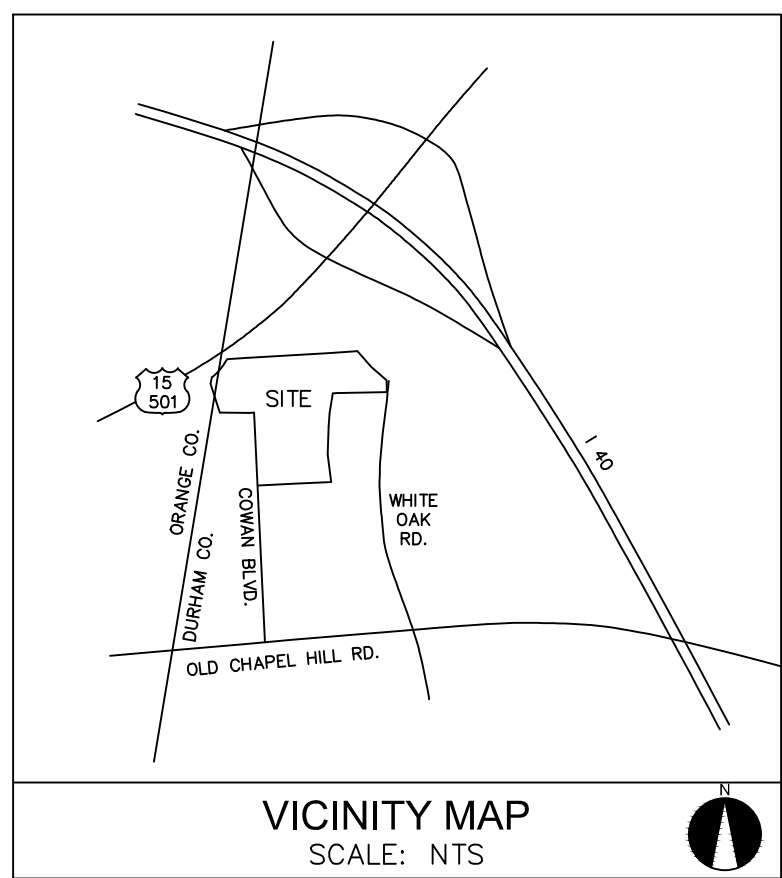 15
501
SITE
I 40
ORANGE CO.
DURHAM CO.
COWAN BLVD.
WHITE
OAK
RD.
OLD CHAPEL HILL RD.
VICINITY MAP
SCALE: NTS
N